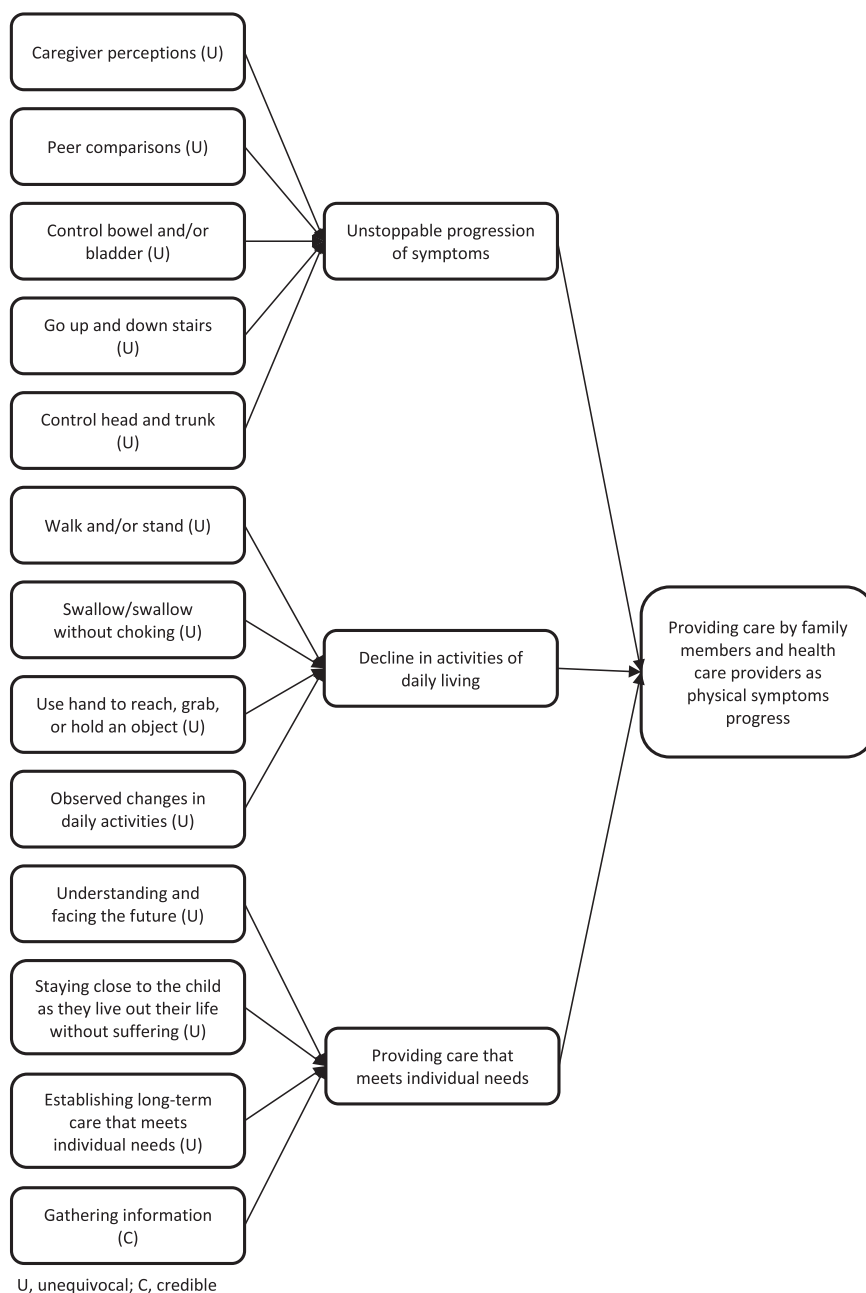 Caregiver perceptions (U)
Peer comparisons (U)
Control bowel and/or
bladder (U)
Go up and down stairs
(U)
Control head and trunk
(U)
Walk and/or stand (U)
Swallow/swallow
without choking (U)
Use hand to reach, grab,
or hold an object (U)
Observed changes in
daily activities (U)
Understanding and
facing the future (U)
Staying close to the child
as they live out their life
without suffering (U)
Establishing long-term
care that meets
individual needs (U)
Gathering information
(C)
Unstoppable progression
of symptoms
Decline in activities of
daily living
Providing care that
meets individual needs
Providing care by family
members and health
care providers as
physical symptoms
progress
U, unequivocal; C, credible